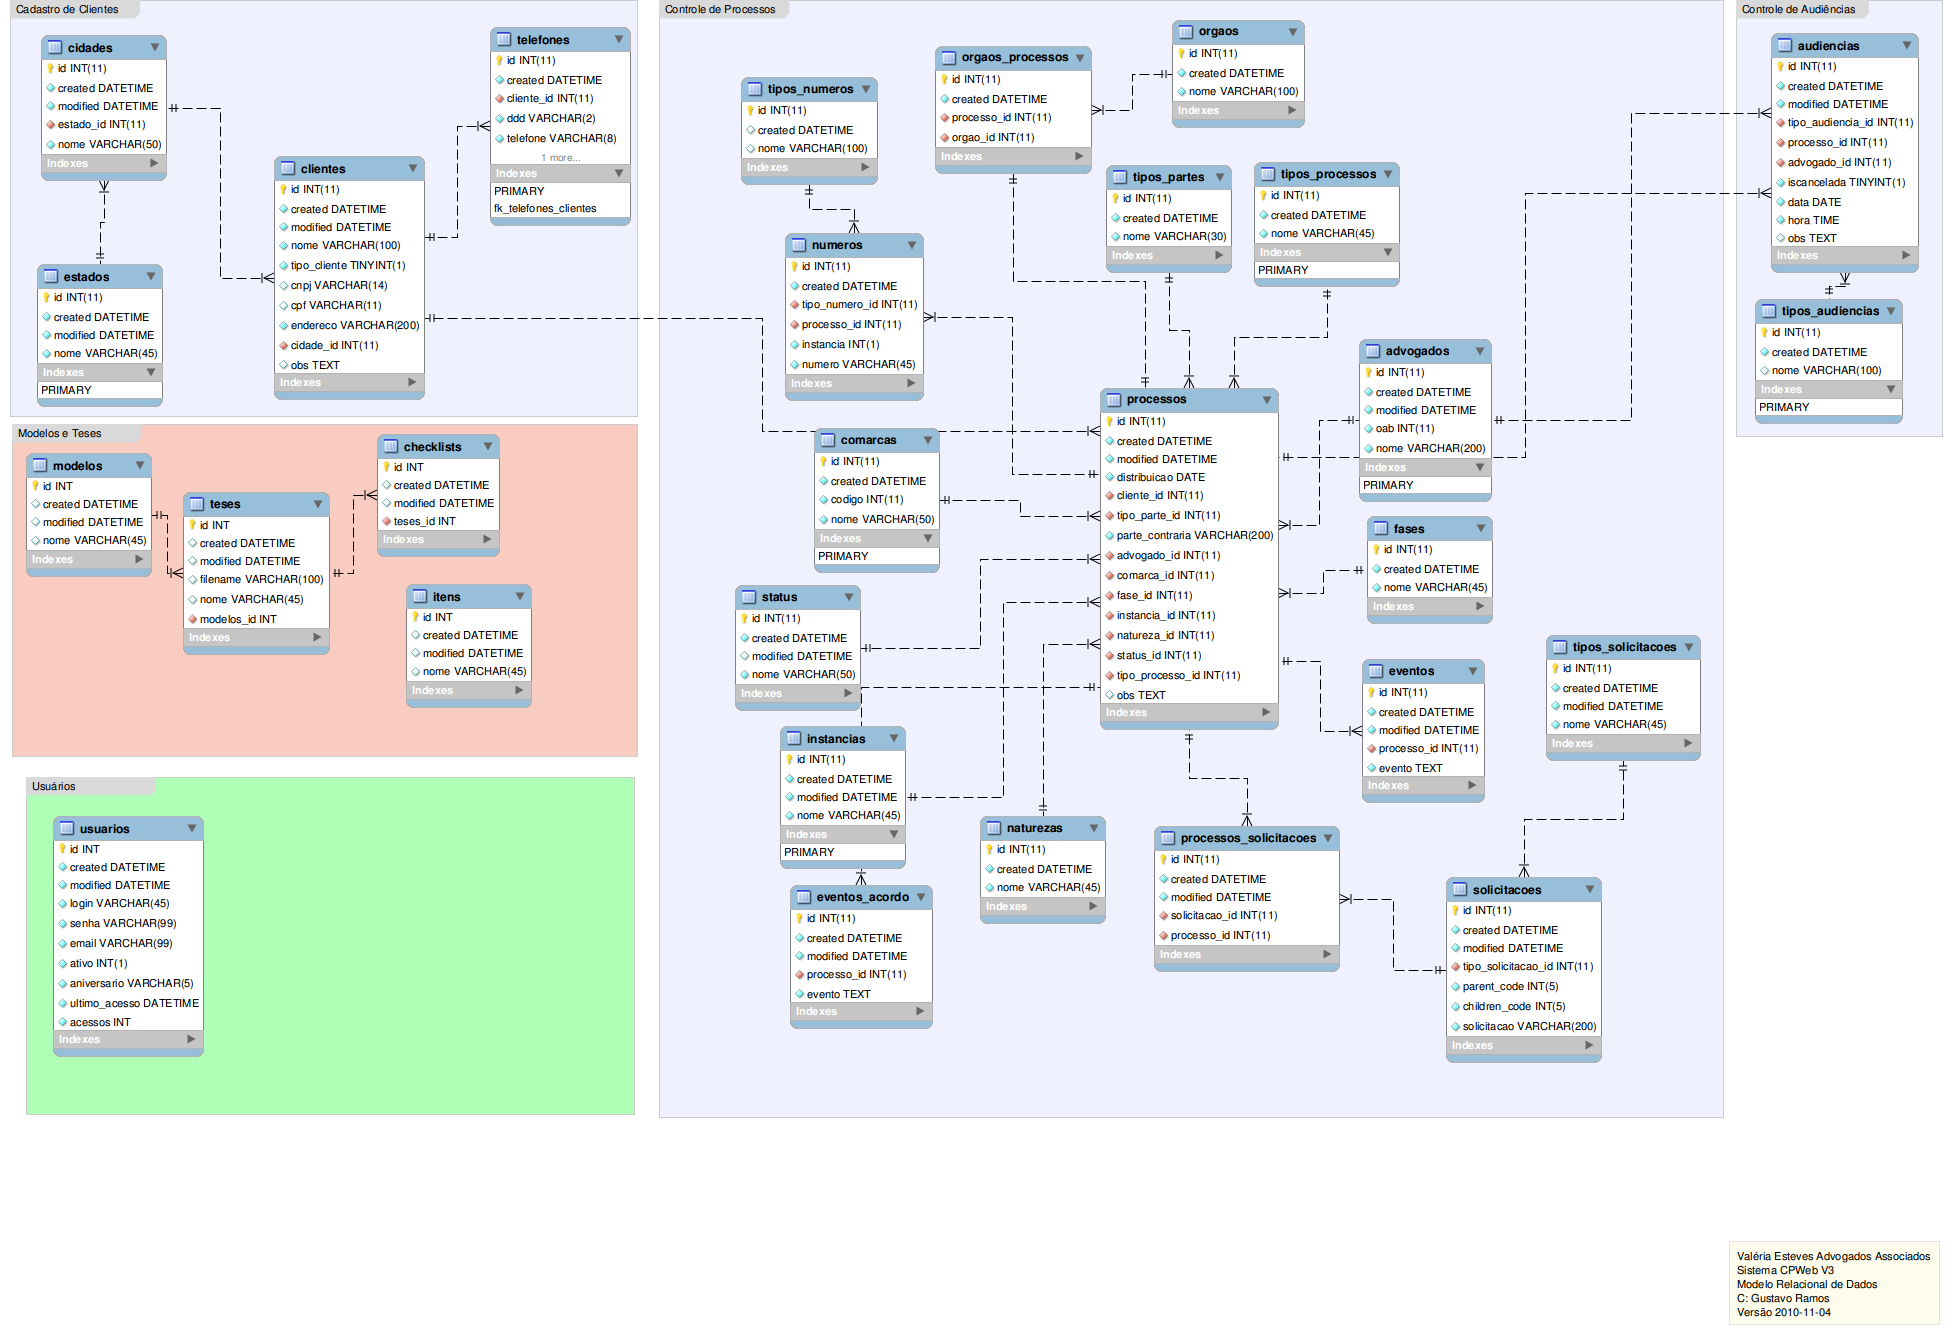 Cadastro de Clientes
cidades
id INT(11)
created DATETIME
modified DATETIME
estado_id INT(11)
nome VARCHAR(50)
Indexes
estados
id INT(11)
created DATETIME
modified DATETIME
nome VARCHAR(45)
Indexes
PRIMARY
clientes
id INT(11)
created DATETIME
modified DATETIME
nome VARCHAR(100)
tipo_cliente TINYINT(1)
cnpj VARCHAR(14)
cpf VARCHAR(11)
endereco VARCHAR(200)
cidade_id INT(11)
obs TEXT
Indexes
telefones
id INT(11)
created DATETIME
cliente_id INT(11)
ddd VARCHAR(2)
telefone VARCHAR(8)
1 more...
Indexes
PRIMARY
fk_telefones_clientes
Modelos e Teses
modelos
id INT
created DATETIME
modified DATETIME
nome VARCHAR(45)
Indexes
teses
id INT
created DATETIME
modified DATETIME
filename VARCHAR(100)
nome VARCHAR(45)
modelos_id INT
Indexes
checklists
id INT
created DATETIME
modified DATETIME
teses_id INT
Indexes
itens
id INT
created DATETIME
modified DATETIME
nome VARCHAR(45)
Indexes
Usuários
usuarios
id INT
created DATETIME
modified DATETIME
login VARCHAR(45)
senha VARCHAR(99)
email VARCHAR(99)
ativo INT(1)
aniversario VARCHAR(5)
ultimo_acesso DATETIME
acessos INT
Indexes
Controle de Processos
tipos_numeros
id INT(11)
created DATETIME
nome VARCHAR(100)
Indexes
orgaos_processos
id INT(11)
created DATETIME
processo_id INT(11)
orgao_id INT(11)
Indexes
orgaos
id INT(11)
created DATETIME
nome VARCHAR(100)
Indexes
tipos_partes
id INT(11)
created DATETIME
nome VARCHAR(30)
Indexes
tipos_processos
id INT(11)
created DATETIME
nome VARCHAR(45)
Indexes
PRIMARY
numeros
id INT(11)
created DATETIME
tipo_numero_id INT(11)
processo_id INT(11)
instancia INT(1)
numero VARCHAR(45)
Indexes
comarcas
id INT(11)
created DATETIME
codigo INT(11)
nome VARCHAR(50)
Indexes
PRIMARY
processos
id INT(11)
created DATETIME
modified DATETIME
distribuicao DATE
cliente_id INT(11)
tipo_parte_id INT(11)
parte_contraria VARCHAR(200)
advogado_id INT(11)
comarca_id INT(11)
fase_id INT(11)
instancia_id INT(11)
natureza_id INT(11)
status_id INT(11)
tipo_processo_id INT(11)
obs TEXT
Indexes
advogados
id INT(11)
created DATETIME
modified DATETIME
oab INT(11)
nome VARCHAR(200)
Indexes
PRIMARY
fases
id INT(11)
created DATETIME
nome VARCHAR(45)
Indexes
status
id INT(11)
created DATETIME
modified DATETIME
nome VARCHAR(50)
Indexes
eventos
id INT(11)
created DATETIME
modified DATETIME
processo_id INT(11)
evento TEXT
Indexes
tipos_solicitacoes
id INT(11)
created DATETIME
modified DATETIME
nome VARCHAR(45)
Indexes
instancias
id INT(11)
created DATETIME
modified DATETIME
nome VARCHAR(45)
Indexes
PRIMARY
naturezas
id INT(11)
created DATETIME
nome VARCHAR(45)
Indexes
processos_solicitacoes
id INT(11)
created DATETIME
modified DATETIME
solicitacao_id INT(11)
processo_id INT(11)
Indexes
eventos_acordo
id INT(11)
created DATETIME
modified DATETIME
processo_id INT(11)
evento TEXT
Indexes
solicitacoes
id INT(11)
created DATETIME
modified DATETIME
tipo_solicitacao_id INT(11)
parent_code INT(5)
children_code INT(5)
solicitacao VARCHAR(200)
Indexes
Controle de Audiências
audiencias
id INT(11)
created DATETIME
modified DATETIME
tipo_audiencia_id INT(11)
processo_id INT(11)
advogado_id INT(11)
iscancelada TINYINT(1)
data DATE
hora TIME
obs TEXT
Indexes
tipos_audiencias
id INT(11)
created DATETIME
nome VARCHAR(100)
Indexes
PRIMARY
Valéria Esteves Advogados Associados
Sistema CPWeb V3
Modelo Relacional de Dados
C: Gustavo Ramos
Versão 2010-11-04